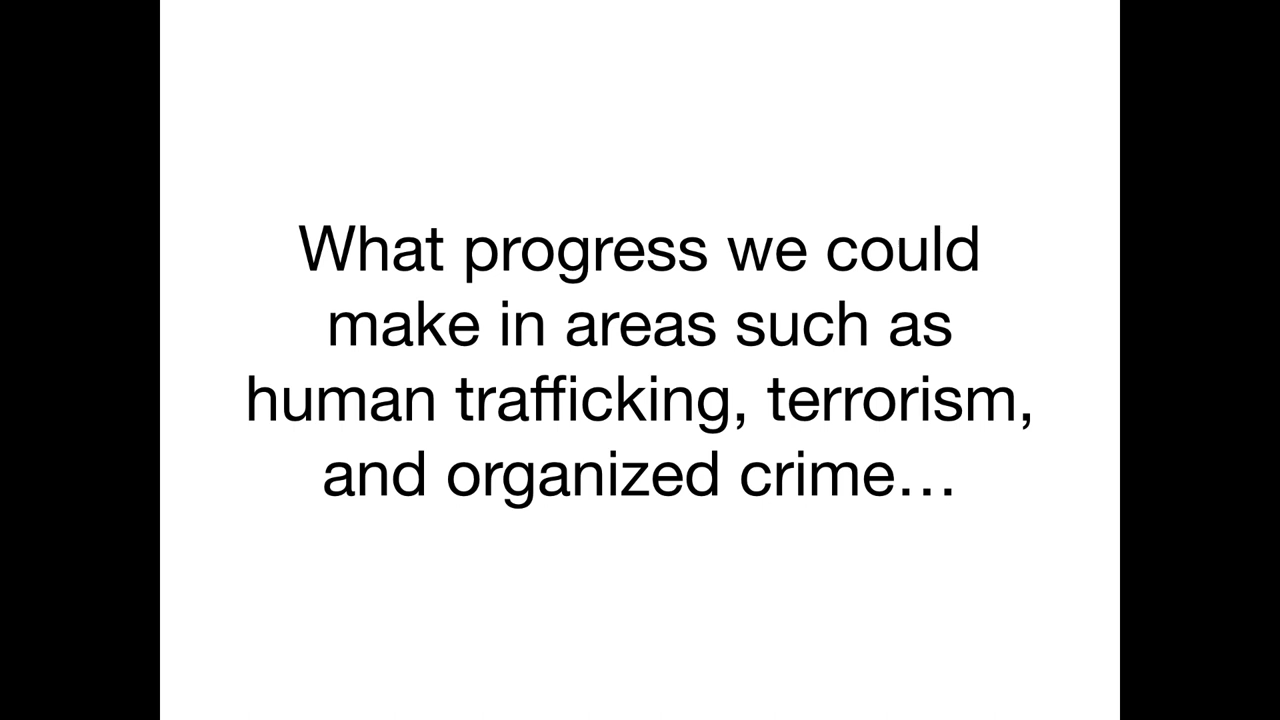 What progress we could
make in areas such as
human trafficking, terrorism,
and organized crime…